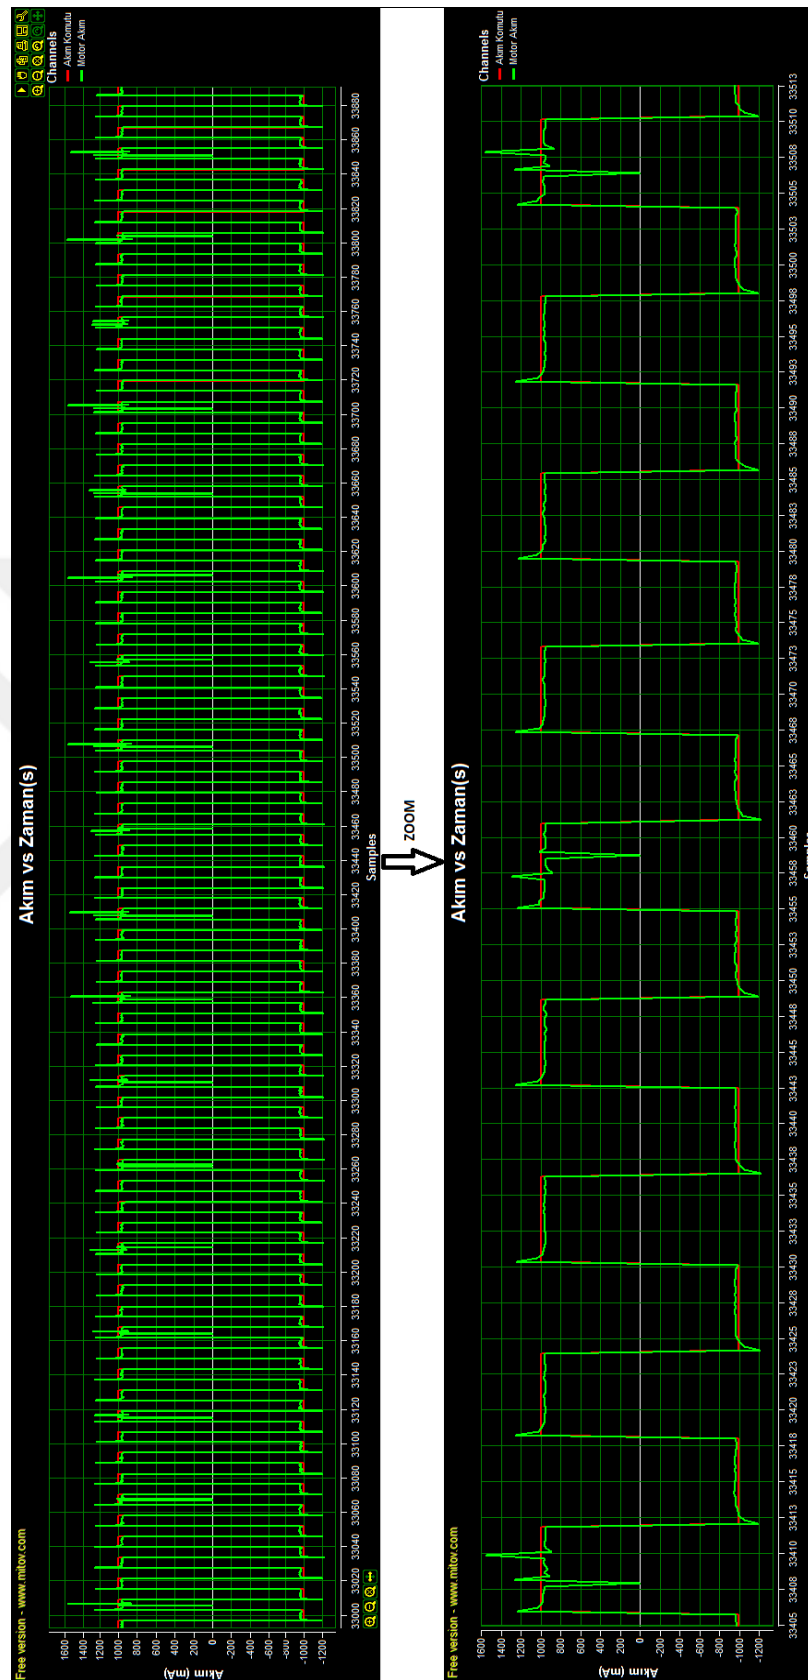 Akım vs Zaman(s)
Free version - www.mitov.com
Channels
Akım Komutu
Motor Akım
Akım (mA)
1600
1400
1200
1000
800
600
400
200
0
-200
-400
-600
-800
-1000
-1200
33000 33020 33040 33060 33080 33100 33120 33140 33160 33180 33200 33220 33240 33260 33280 33300 33320 33340 33360 33380 33400 33420 33440 33460 33480 33500 33520 33540 33560 33580 33600 33620 33640 33660 33680 33700 33720 33740 33760 33780 33800 33820 33840 33860 33880
Samples
ZOOM
Akım vs Zaman(s)
Free version - www.mitov.com
Channels
Akım Komutu
Motor Akım
Akım (mA)
1600
1400
1200
1000
800
600
400
200
0
-200
-400
-600
-800
-1000
-1200
33405 33408 33410 33413 33415 33418 33420 33423 33425 33428 33430 33433 33435 33438 33440 33443 33445 33448 33450 33453 33455 33458 33460 33463 33465 33468 33470 33473 33475 33478 33480 33483 33485 33488 33490 33493 33495 33498 33500 33503 33505 33508 33510 33513
Samples